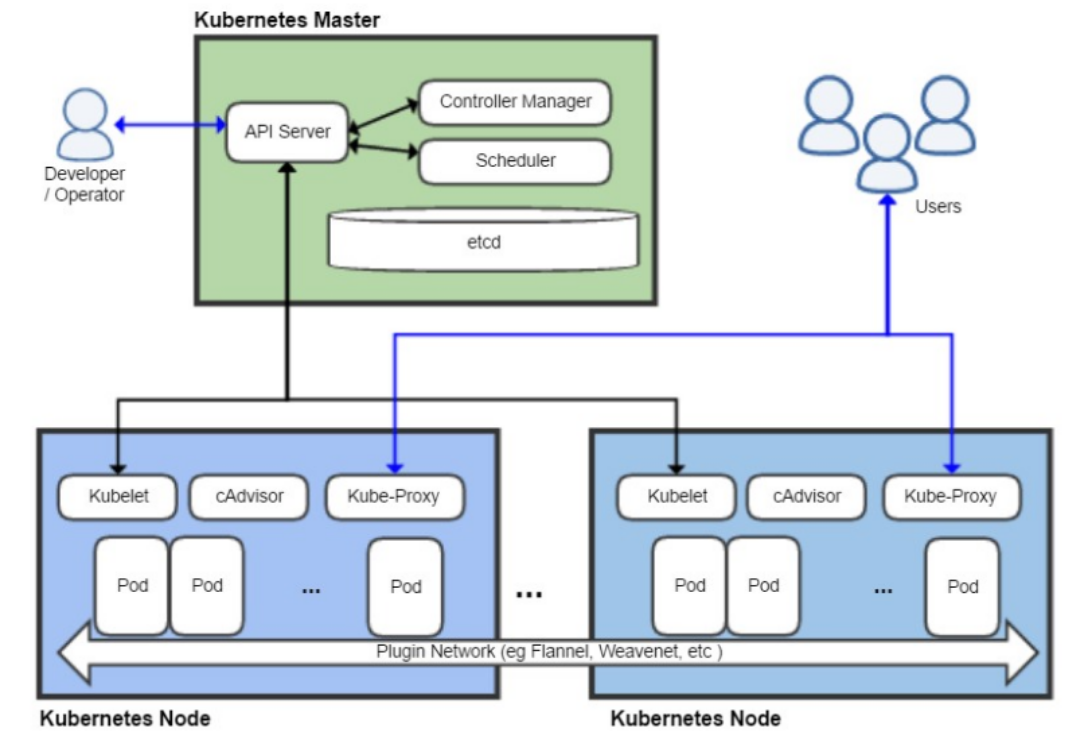 Kubernetes Master
API Server
Controller Manager
Scheduler
etcd
Developer
/ Operator
Users
Kubelet
cAdvisor
Kube-Proxy
Pod
Pod
...
Pod
...
Kubelet
cAdvisor
Kube-Proxy
Pod
Pod
...
Pod
Plugin Network (eg Flannel, Weavenet, etc )
Kubernetes Node
Kubernetes Node